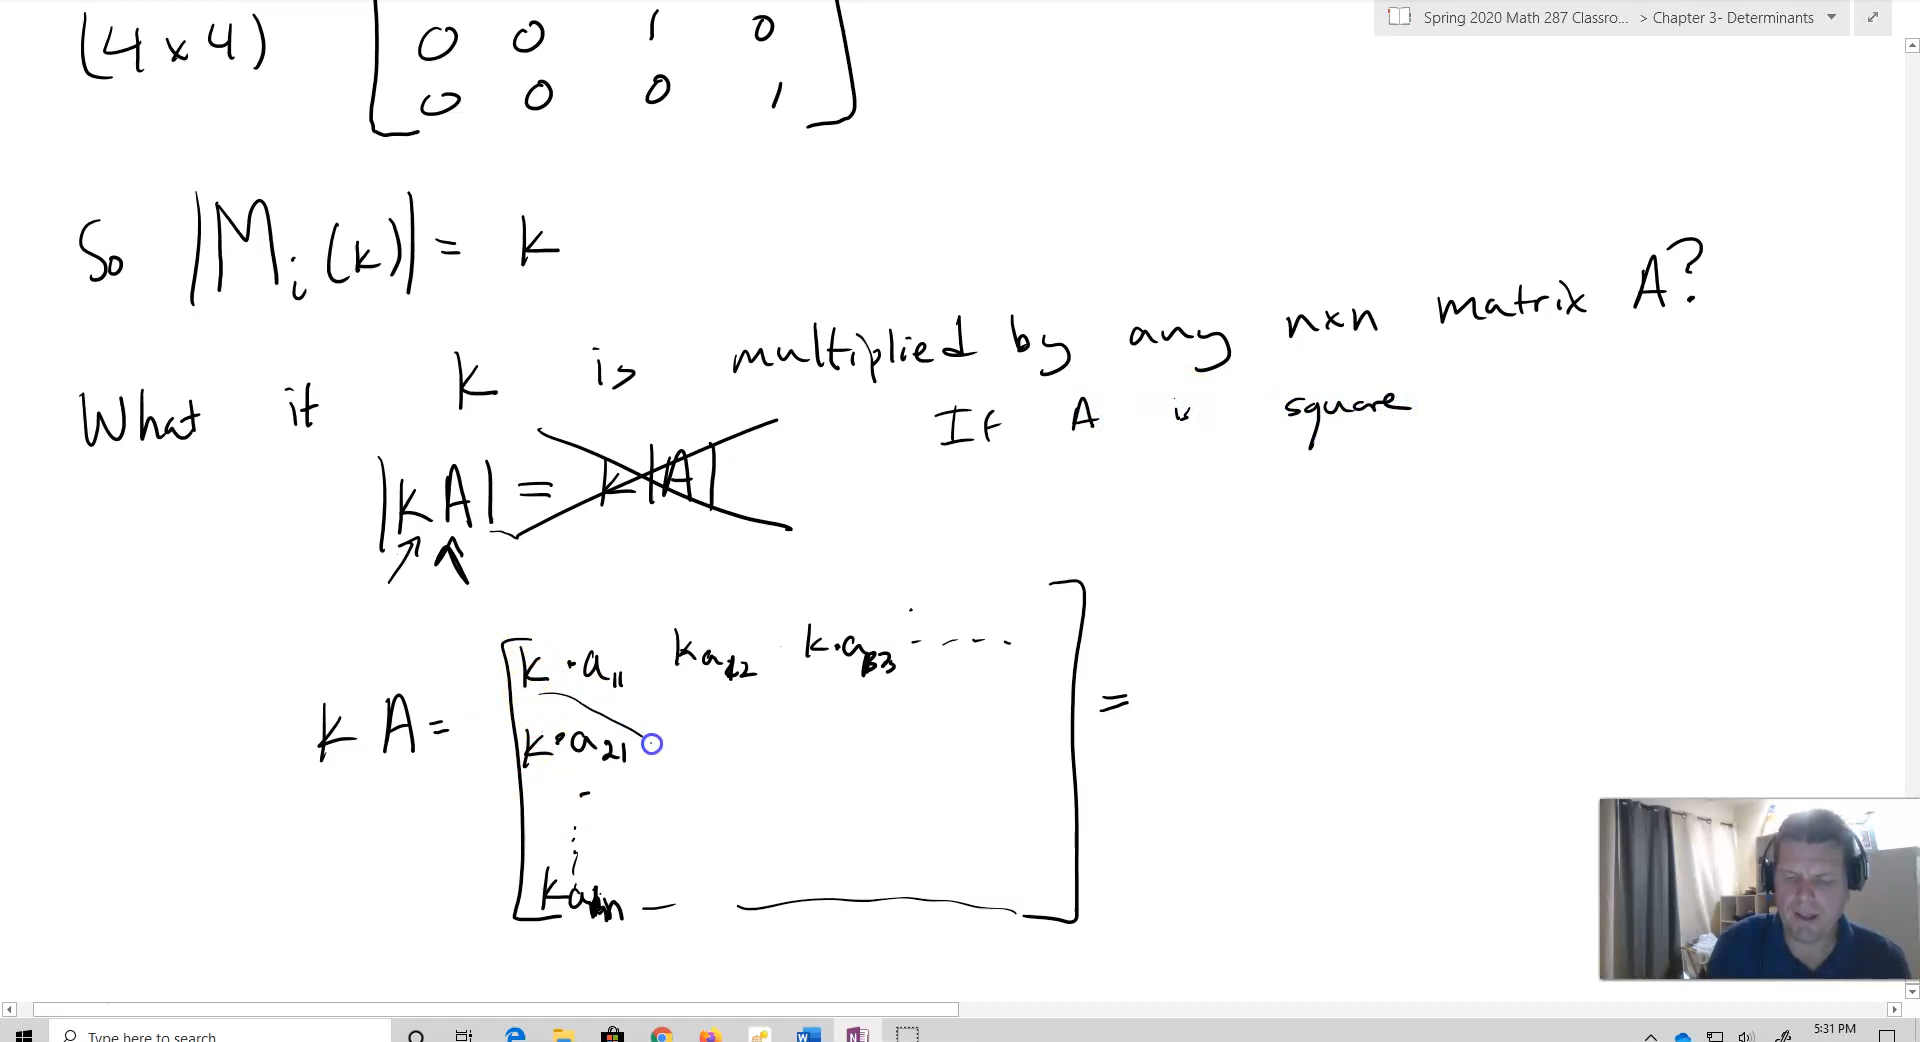 Spring 2020 Math 287 Classro... > Chapter 3- Determinants
(4 x 4)
0 0 1 0
0 0 0 1
So |Mi(k)| = k
What if k is multiplied by any nxn matrix A?
If A is square
|kA| = k|A|
k · a11 ka12 k·a13 ----
kA = =
k·a21
Type here to search
5:31 PM